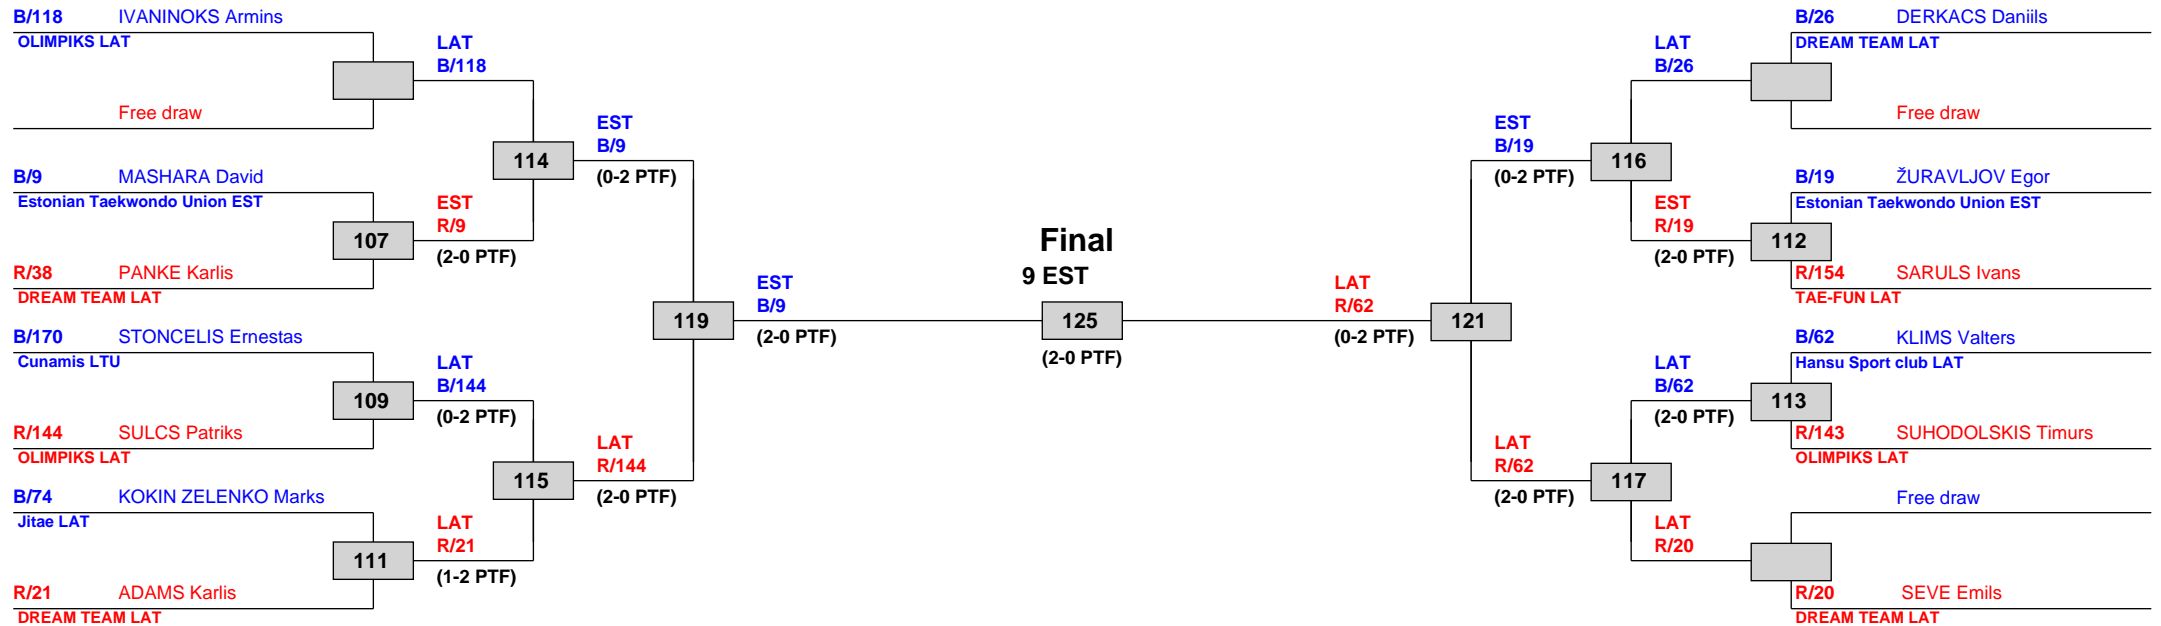 B/118 IVANINOKS Armins
OLIMPIKS LAT
Free draw
B/9 MASHARA David
Estonian Taekwondo Union EST
R/38 PANKE Karlis
DREAM TEAM LAT
B/170 STONCELIS Ernestas
Cunamis LTU
R/144 SULCS Patriks
OLIMPIKS LAT
B/74 KOKIN ZELENKO Marks
Jitae LAT
R/21 ADAMS Karlis
DREAM TEAM LAT
107
109
111
LAT
B/118
EST
R/9
(2-0 PTF)
LAT
B/144
(0-2 PTF)
LAT
R/21
(1-2 PTF)
114
115
EST
B/9
(0-2 PTF)
LAT
R/144
(2-0 PTF)
119
EST
B/9
(2-0 PTF)
Final
9 EST
125
(2-0 PTF)
LAT
R/62
(0-2 PTF)
121
EST
B/19
(0-2 PTF)
LAT
R/62
(2-0 PTF)
116
117
LAT
B/26
EST
R/19
(2-0 PTF)
LAT
B/62
(2-0 PTF)
LAT
R/20
112
113
B/26 DERKACS Daniils
DREAM TEAM LAT
Free draw
B/19 ŽURAVLJOV Egor
Estonian Taekwondo Union EST
R/154 SARULS Ivans
TAE-FUN LAT
B/62 KLIMS Valters
Hansu Sport club LAT
R/143 SUHODOLSKIS Timurs
OLIMPIKS LAT
Free draw
R/20 SEVE Emils
DREAM TEAM LAT